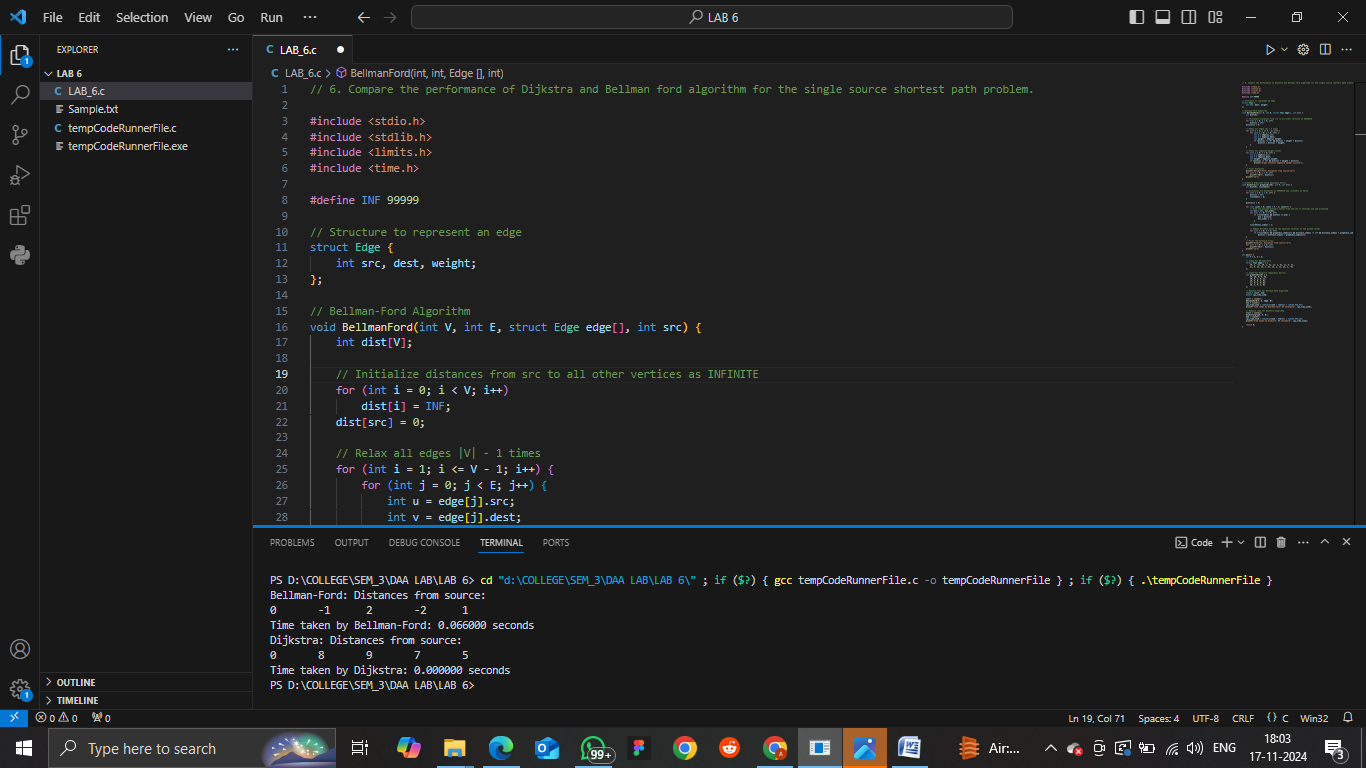 File Edit Selection View Go Run ··· LAB 6
EXPLORER ···
LAB 6
C LAB_6.c
Sample.txt
C tempCodeRunnerFile.c
tempCodeRunnerFile.exe
OUTLINE
TIMELINE
C LAB_6.c
C LAB_6.c > BellmanFord(int, int, Edge [], int)
1 // 6. Compare the performance of Dijkstra and Bellman ford algorithm for the single source shortest path problem.
2
3 #include <stdio.h>
4 #include <stdlib.h>
5 #include <limits.h>
6 #include <time.h>
7
8 #define INF 99999
9
10 // Structure to represent an edge
11 struct Edge {
12 int src, dest, weight;
13 };
14
15 // Bellman-Ford Algorithm
16 void BellmanFord(int V, int E, struct Edge edge[], int src) {
17 int dist[V];
18
19 // Initialize distances from src to all other vertices as INFINITE
20 for (int i = 0; i < V; i++)
21 dist[i] = INF;
22 dist[src] = 0;
23
24 // Relax all edges |V| - 1 times
25 for (int i = 1; i <= V - 1; i++) {
26 for (int j = 0; j < E; j++) {
27 int u = edge[j].src;
28 int v = edge[j].dest;
PROBLEMS OUTPUT DEBUG CONSOLE TERMINAL PORTS Code
PS D:\COLLEGE\SEM_3\DAA LAB\LAB 6> cd "d:\COLLEGE\SEM_3\DAA LAB\LAB 6\" ; if ($?) { gcc tempCodeRunnerFile.c -o tempCodeRunnerFile } ; if ($?) { .\tempCodeRunnerFile }
Bellman-Ford: Distances from source:
0 -1 2 -2 1
Time taken by Bellman-Ford: 0.066000 seconds
Dijkstra: Distances from source:
0 8 9 7 5
Time taken by Dijkstra: 0.000000 seconds
PS D:\COLLEGE\SEM_3\DAA LAB\LAB 6>
0 0 0 Ln 19, Col 71 Spaces: 4 UTF-8 CRLF {} C Win32
Type here to search 99+ Air... ENG 18:03
17-11-2024 3